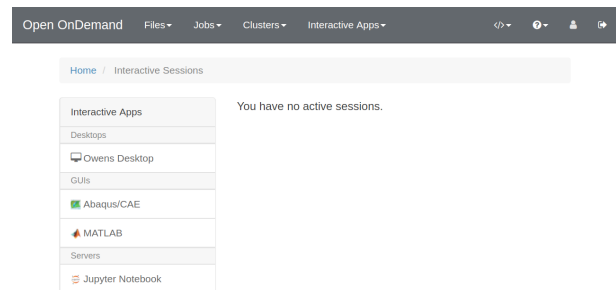 Open OnDemand Files Jobs Clusters Interactive Apps </>
Home / Interactive Sessions
Interactive Apps
You have no active sessions.
Desktops
Owens Desktop
GUIs
Abaqus/CAE
MATLAB
Servers
Jupyter Notebook